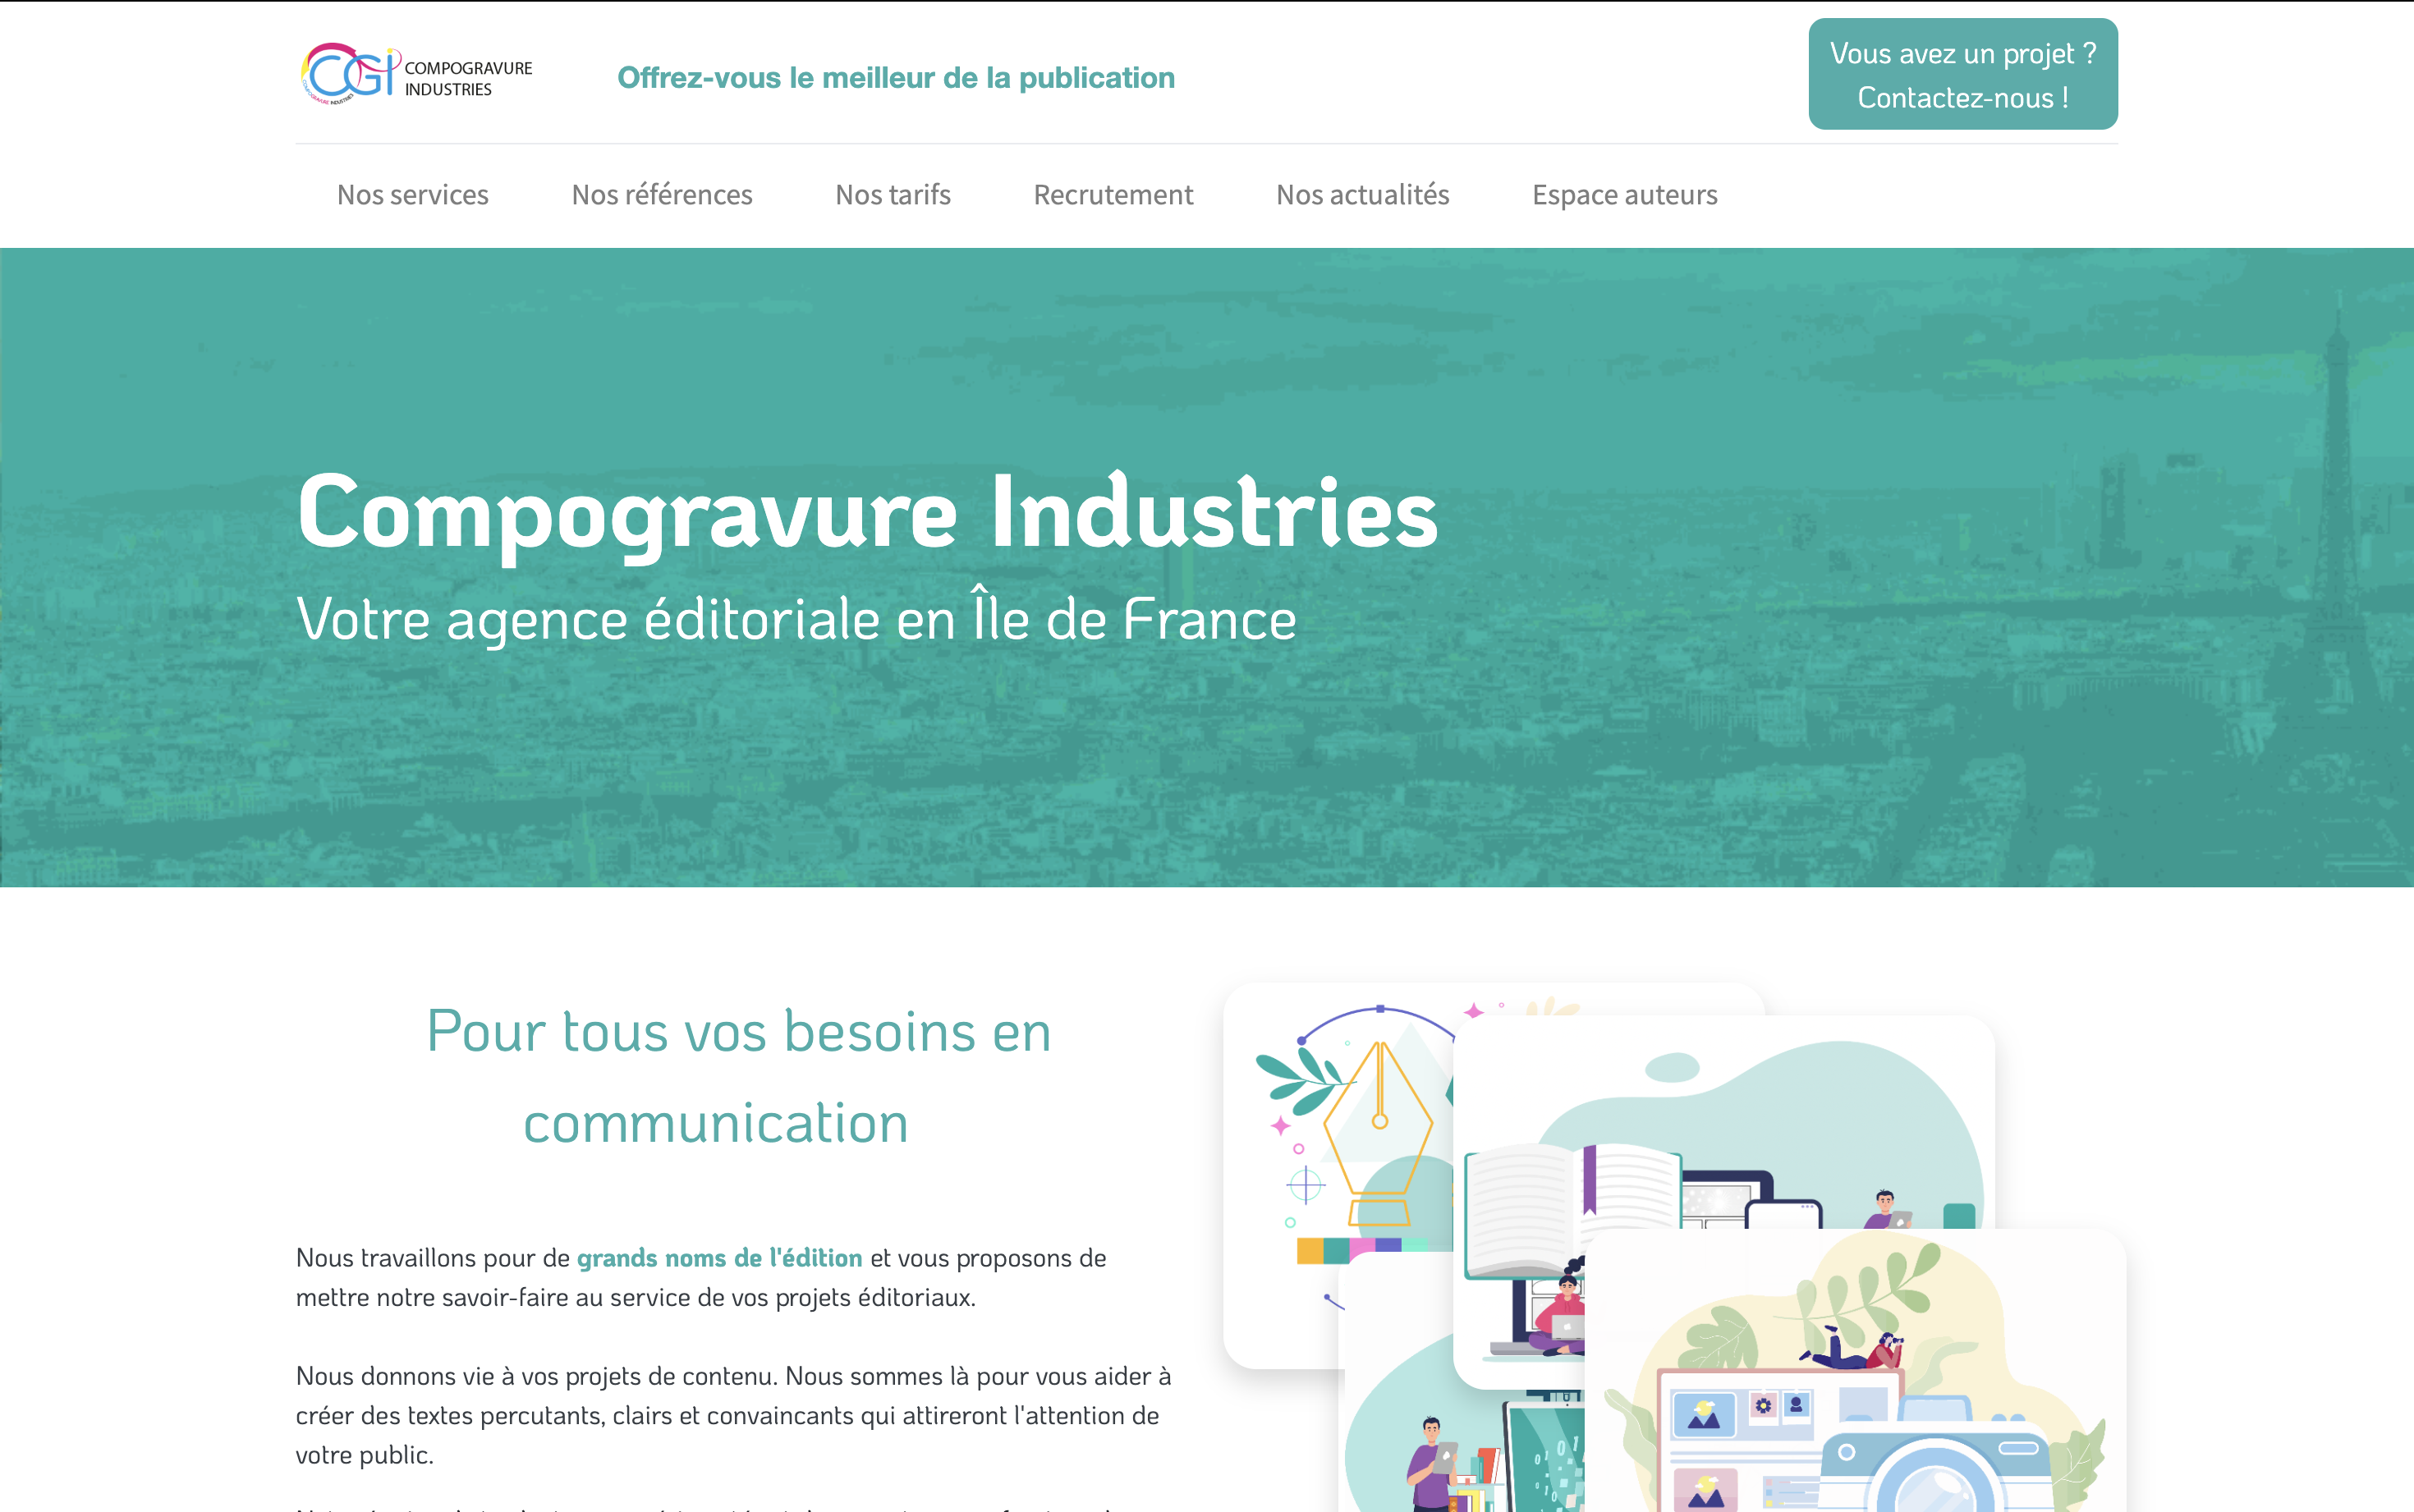 CGI COMPOGRAVURE
INDUSTRIES
Offrez-vous le meilleur de la publication
Vous avez un projet ?
Contactez-nous !
Nos services Nos références Nos tarifs Recrutement Nos actualités Espace auteurs
Compogravure Industries
Votre agence éditoriale en Île de France
Pour tous vos besoins en
communication
Nous travaillons pour de grands noms de l'édition et vous proposons de
mettre notre savoir-faire au service de vos projets éditoriaux.
Nous donnons vie à vos projets de contenu. Nous sommes là pour vous aider à
créer des textes percutants, clairs et convaincants qui attireront l'attention de
votre public.